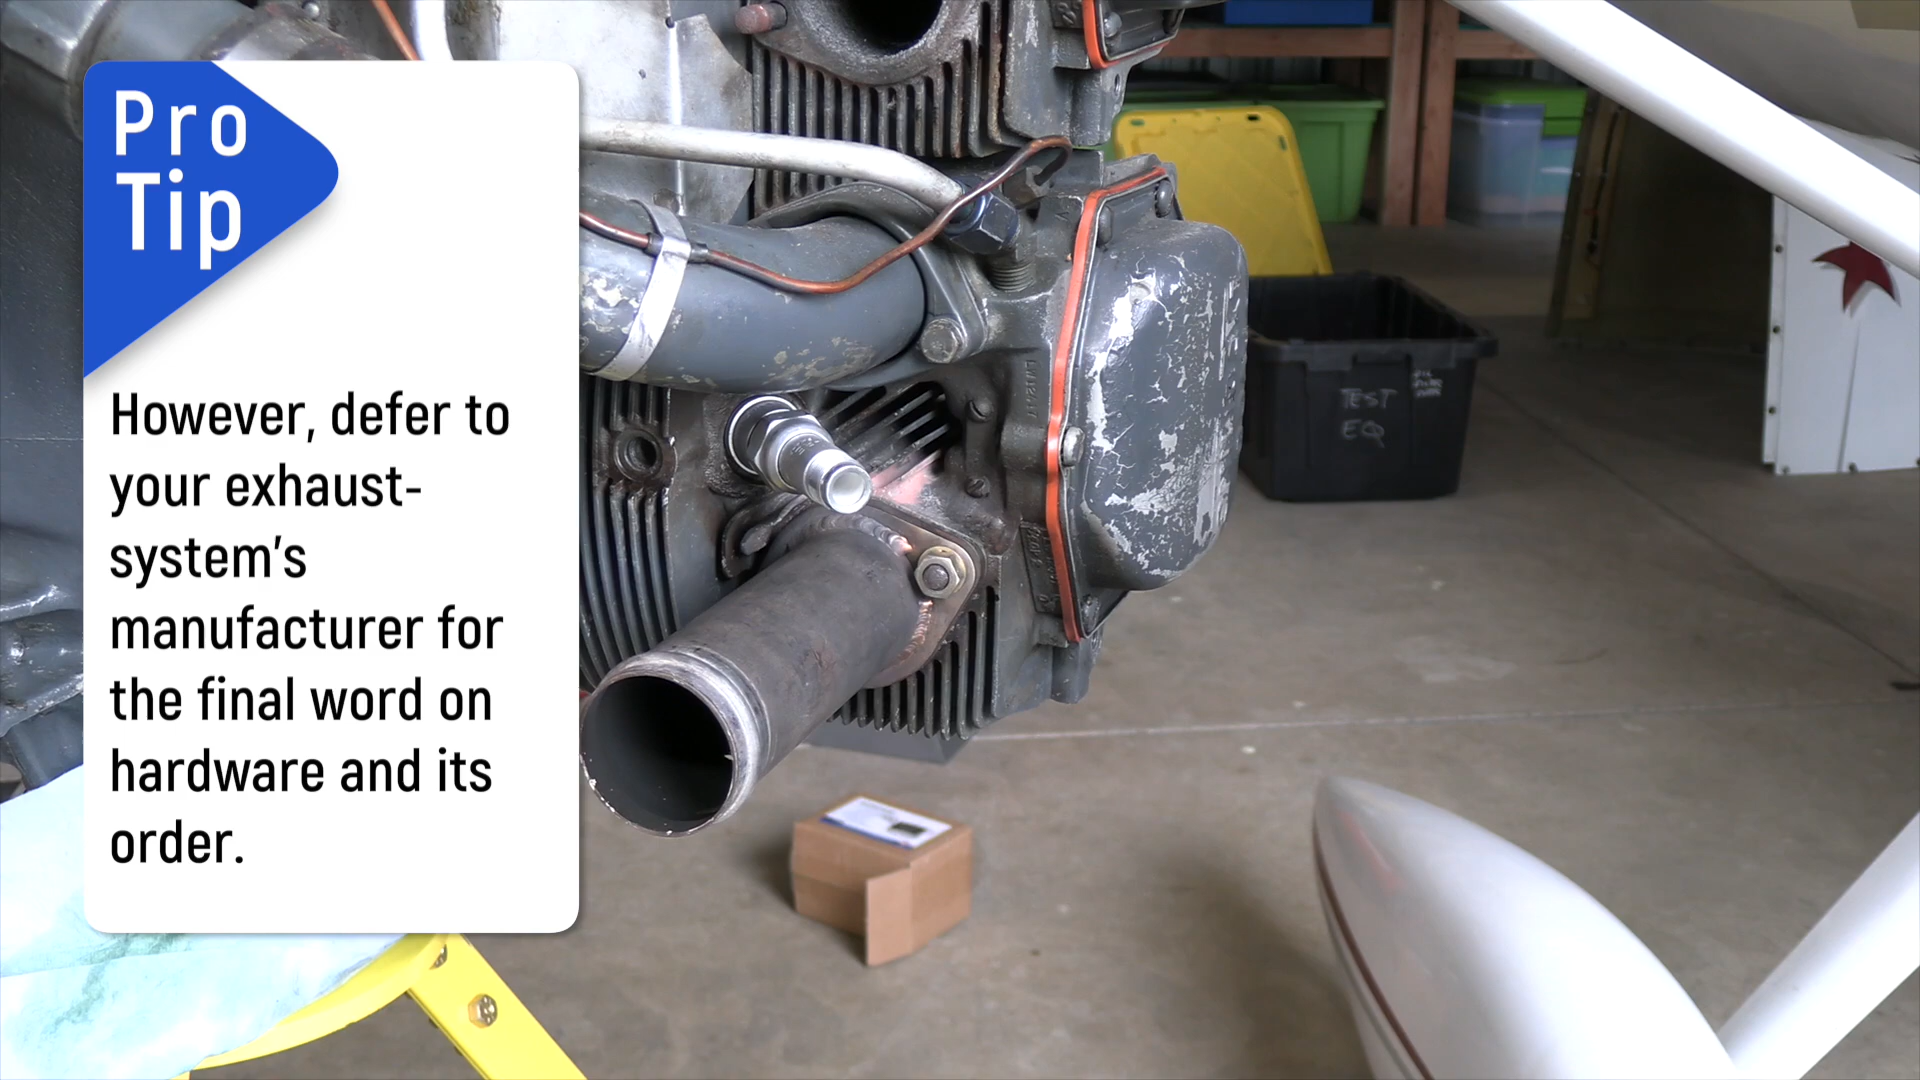 Pro
Tip
However, defer to
your exhaust-
system's
manufacturer for
the final word on
hardware and its
order.
TEST
EQ